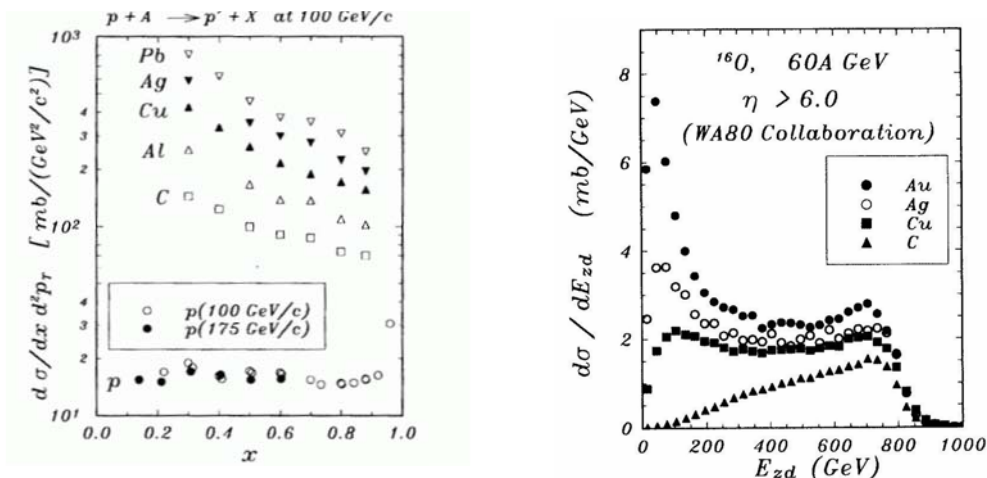 p + A → p' + X at 100 GeV/c
dσ/dx d²p_T [mb/(GeV²/c²)]
10³
Pb
Ag
Cu
5
Al
3
2
C
10²
5
4
3
2
p
10¹
p(100 GeV/c)
p(175 GeV/c)
0.0 0.2 0.4 0.6 0.8 1.0
x
¹⁶O, 60A GeV
η > 6.0
(WA80 Collaboration)
dσ / dE_zd (mb/GeV)
8
6
4
2
0
Au
Ag
Cu
C
200 400 600 800 1000
E_zd (GeV)